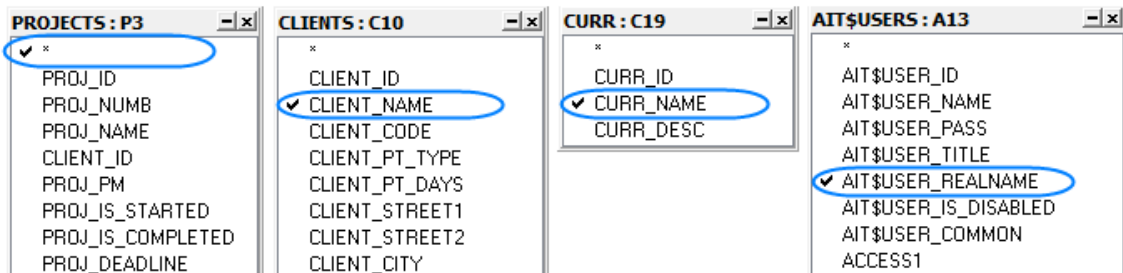 PROJECTS : P3
*
PROJ_ID
PROJ_NUMB
PROJ_NAME
CLIENT_ID
PROJ_PM
PROJ_IS_STARTED
PROJ_IS_COMPLETED
PROJ_DEADLINE
CLIENTS : C10
*
CLIENT_ID
CLIENT_NAME
CLIENT_CODE
CLIENT_PT_TYPE
CLIENT_PT_DAYS
CLIENT_STREET1
CLIENT_STREET2
CLIENT_CITY
CURR : C19
*
CURR_ID
CURR_NAME
CURR_DESC
AIT$USERS : A13
*
AIT$USER_ID
AIT$USER_NAME
AIT$USER_PASS
AIT$USER_TITLE
AIT$USER_REALNAME
AIT$USER_IS_DISABLED
AIT$USER_COMMON
ACCESS1